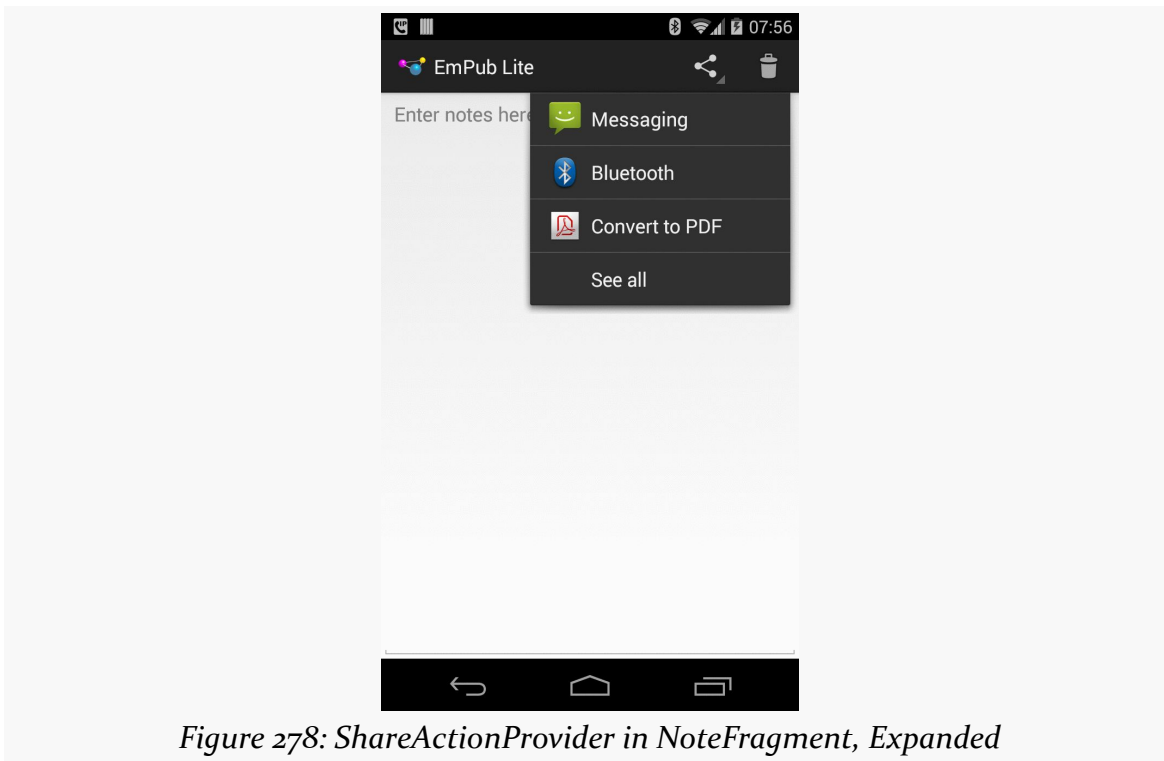 07:56
EmPub Lite
Enter notes here
Messaging
Bluetooth
Convert to PDF
See all
Figure 278: ShareActionProvider in NoteFragment, Expanded